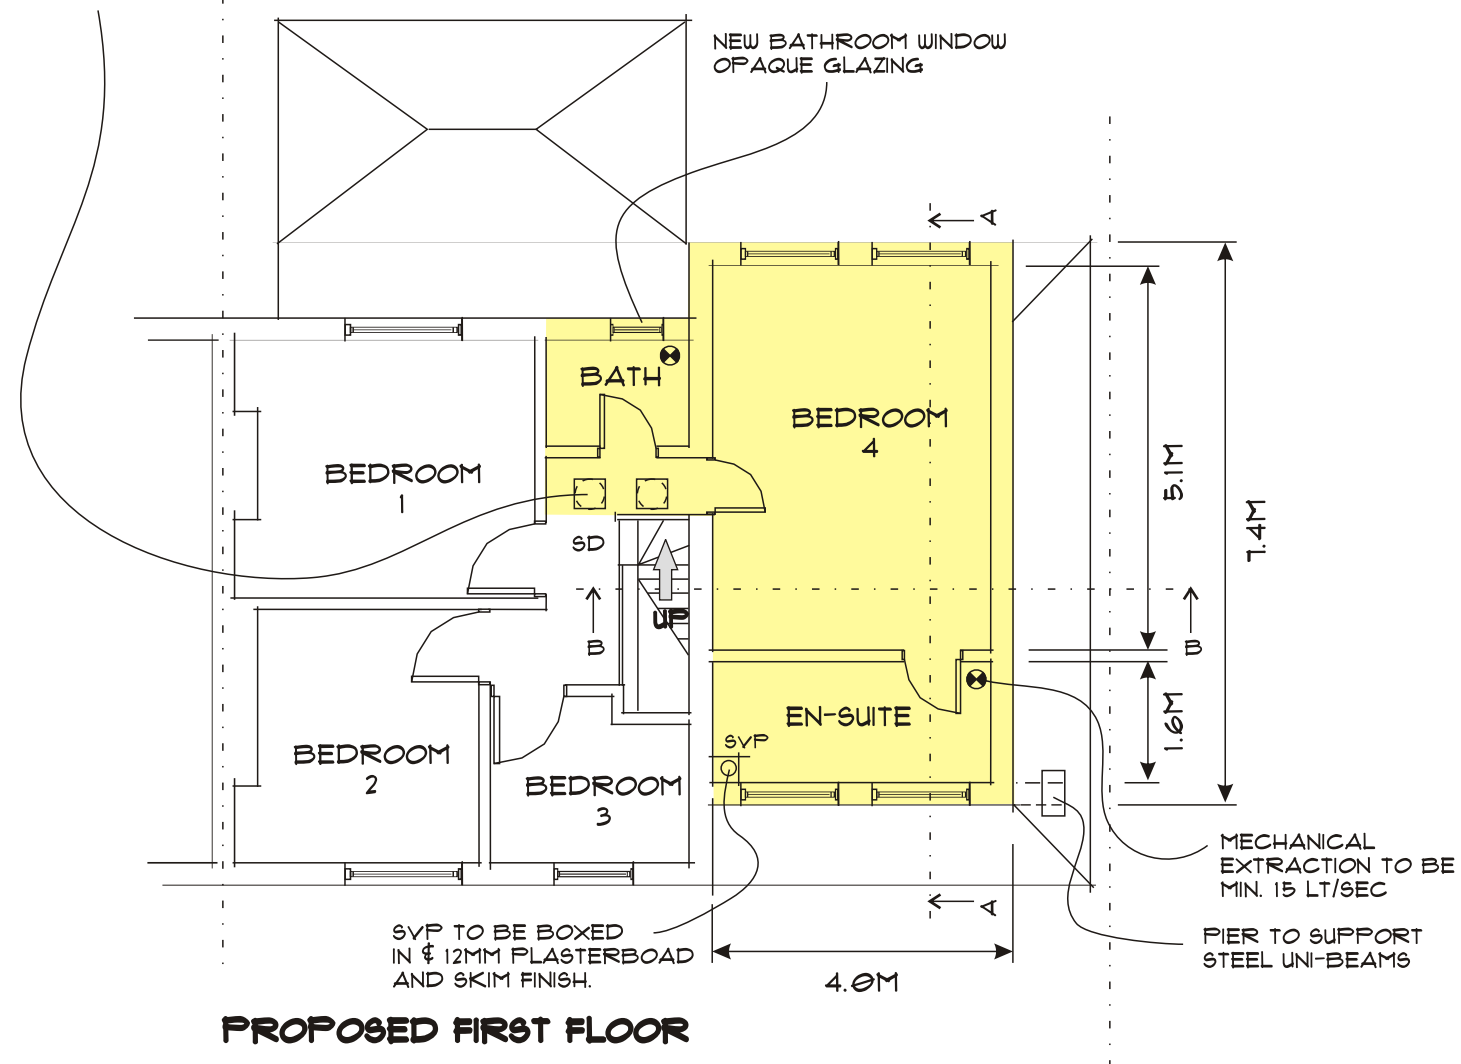 NEW BATHROOM WINDOW
OPAQUE GLAZING
A
BATH
BEDROOM
4
BEDROOM
1
5.1M
7.4M
SD
UP
B
B
EN-SUITE
1.6M
SVP
BEDROOM
2
BEDROOM
3
MECHANICAL
EXTRACTION TO BE
MIN. 15 LT/SEC
A
SVP TO BE BOXED
IN & 12MM PLASTERBOAD
AND SKIM FINISH.
PIER TO SUPPORT
STEEL UNI-BEAMS
4.0M
PROPOSED FIRST FLOOR